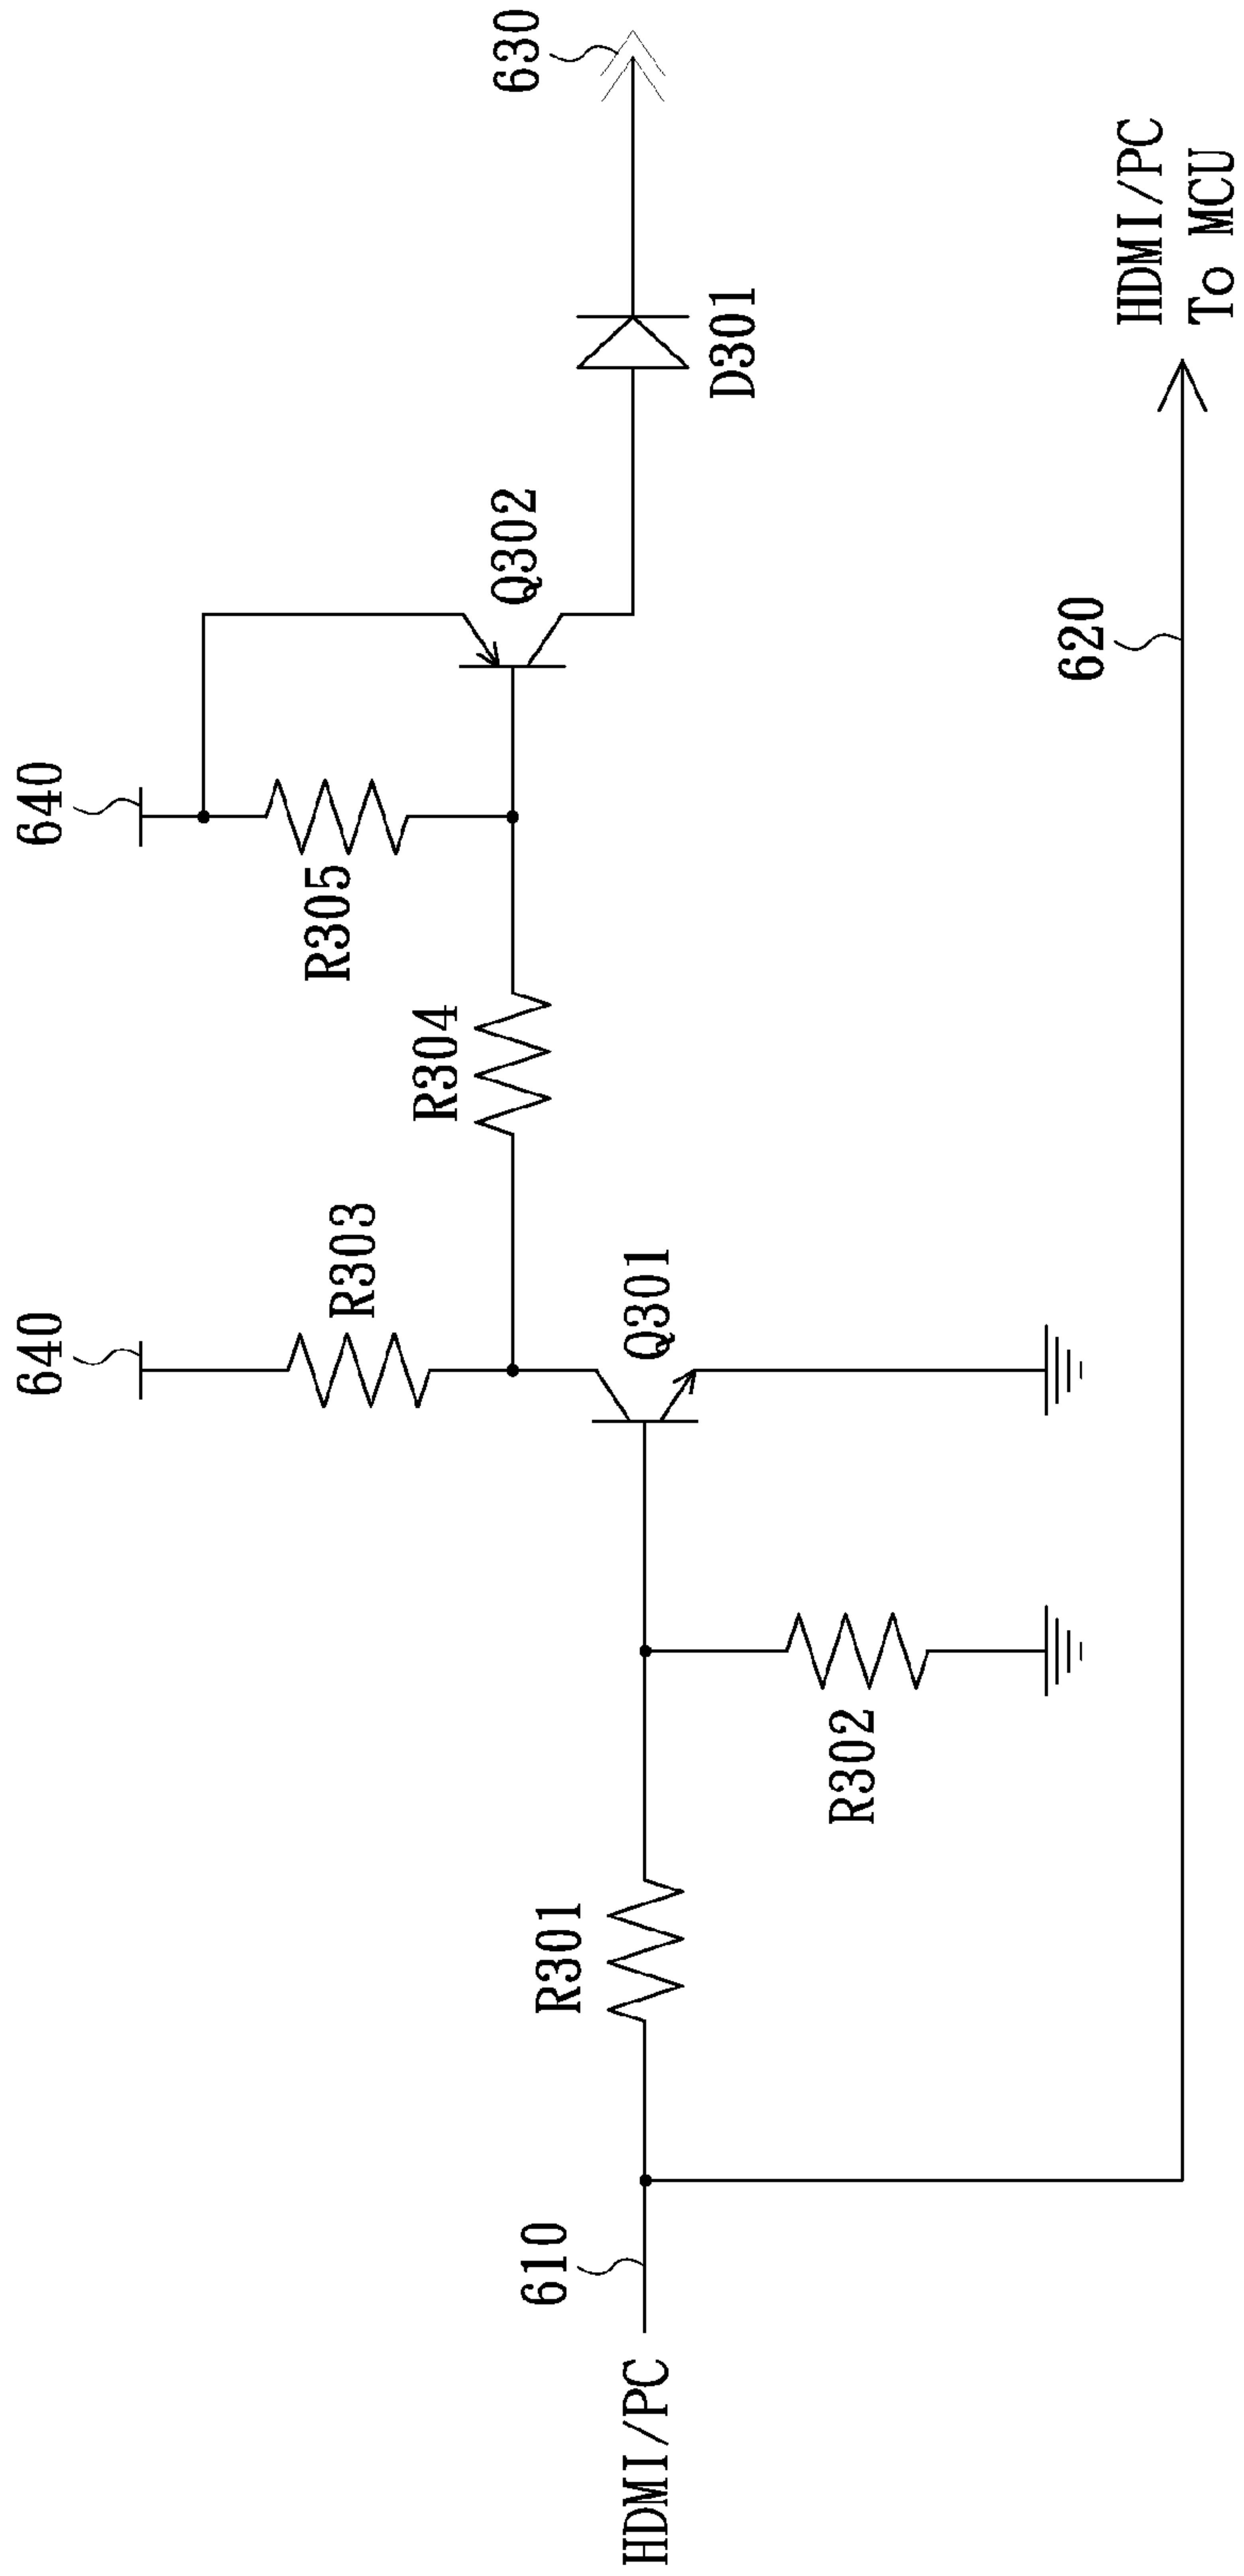 640
640
R303
R305
R304
Q302
630
Q301
D301
HDMI/PC
610
R301
R302
620
HDMI/PC
To MCU